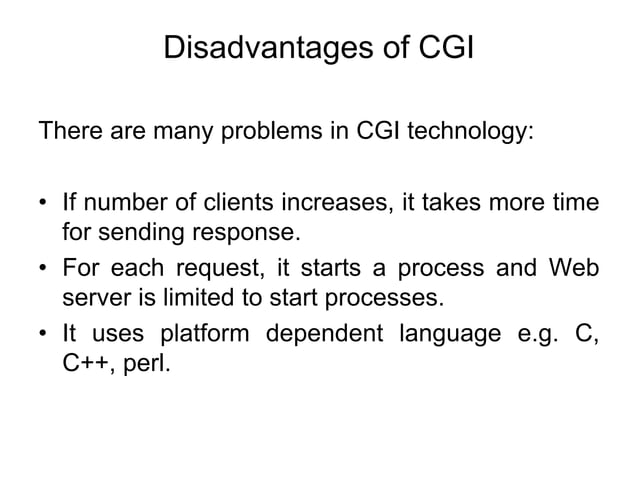 Disadvantages of CGI
There are many problems in CGI technology:
• If number of clients increases, it takes more time
for sending response.
• For each request, it starts a process and Web
server is limited to start processes.
• It uses platform dependent language e.g. C,
C++, perl.